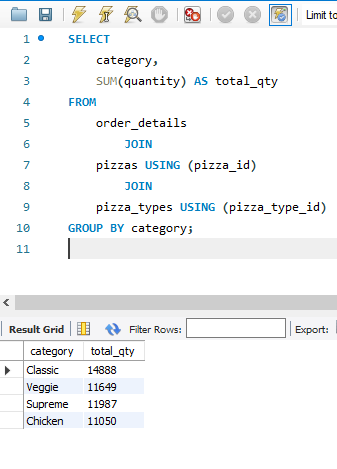 Limit to
1 SELECT
2 category,
3 SUM(quantity) AS total_qty
4 FROM
5 order_details
6 JOIN
7 pizzas USING (pizza_id)
8 JOIN
9 pizza_types USING (pizza_type_id)
10 GROUP BY category;
11
Result Grid Filter Rows: Export:
category total_qty
Classic 14888
Veggie 11649
Supreme 11987
Chicken 11050